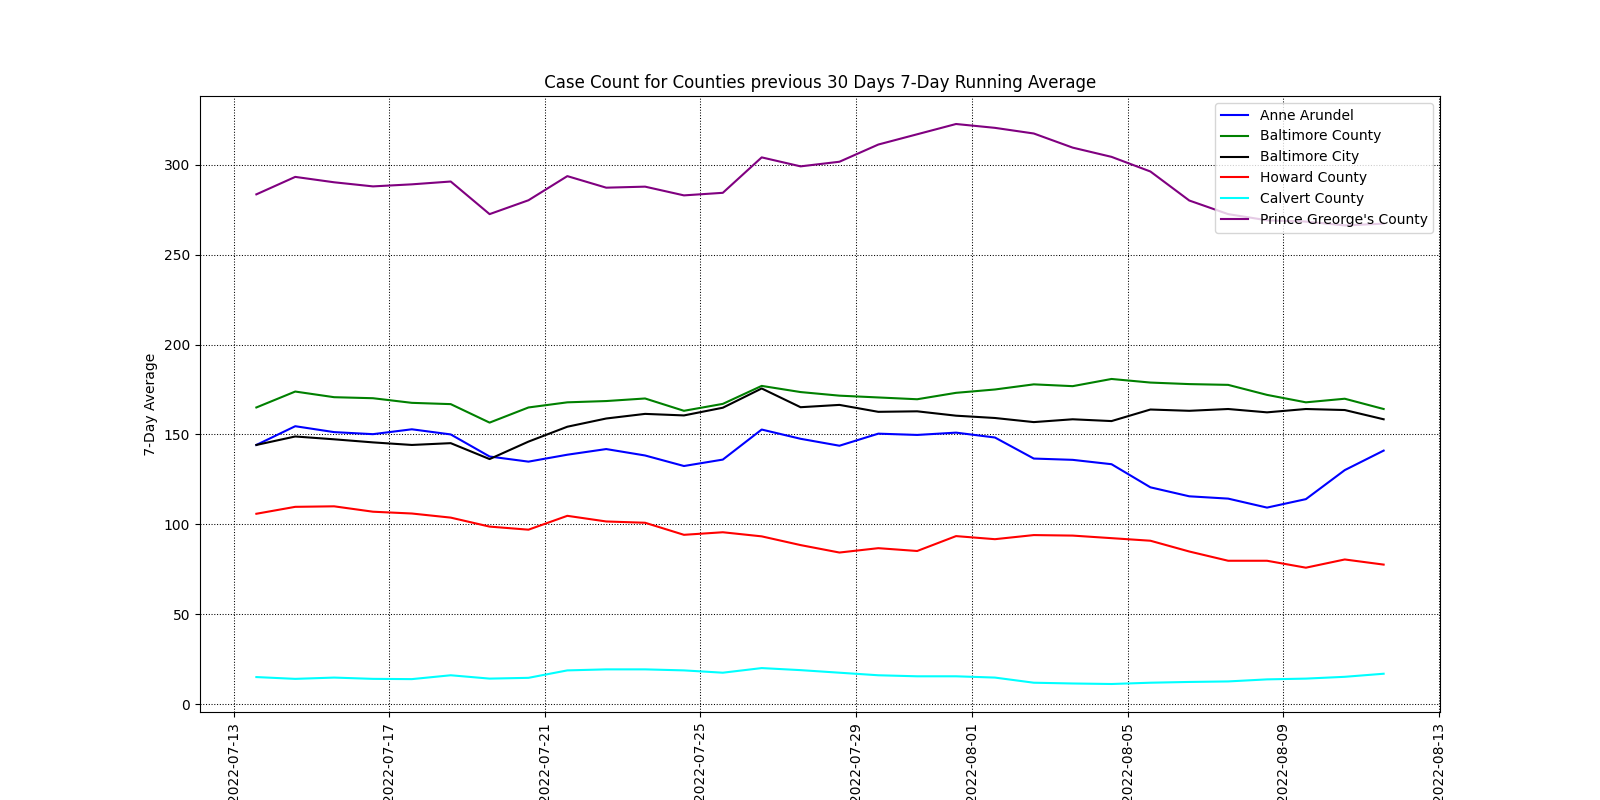 Case Count for Counties previous 30 Days 7-Day Running Average
Anne Arundel
Baltimore County
Baltimore City
Howard County
Calvert County
Prince Greorge's County
7-Day Average
300
250
200
150
100
50
0
2022-07-13
2022-07-17
2022-07-21
2022-07-25
2022-07-29
2022-08-01
2022-08-05
2022-08-09
2022-08-13